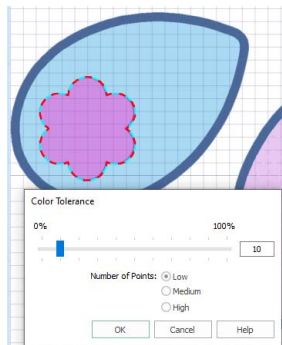 Color Tolerance
0% 100%
10
Number of Points: Low
Medium
High
OK Cancel Help